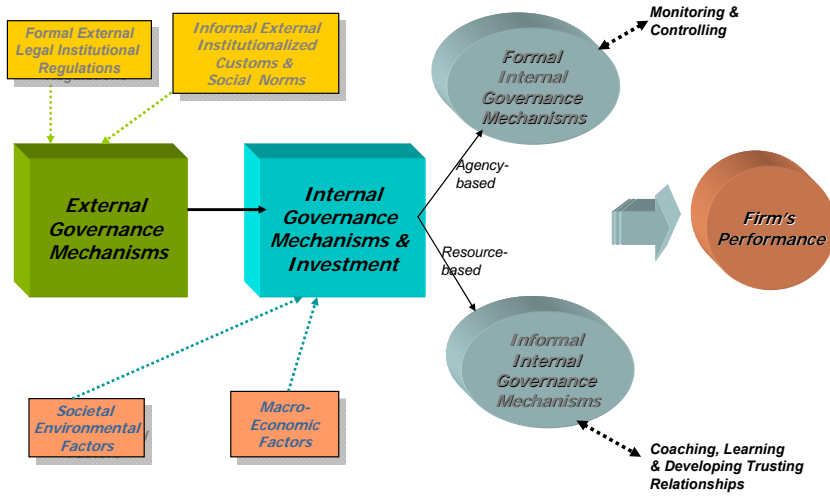 Formal External
Legal Institutional
Regulations
Informal External
Institutionalized
Customs &
Social Norms
Monitoring &
Controlling
Formal
Internal
Governance
Mechanisms
External
Governance
Mechanisms
Internal
Governance
Mechanisms &
Investment
Agency-
based
Resource-
based
Firm's
Performance
Informal
Internal
Governance
Mechanisms
Societal
Environmental
Factors
Macro-
Economic
Factors
Coaching, Learning
& Developing Trusting
Relationships